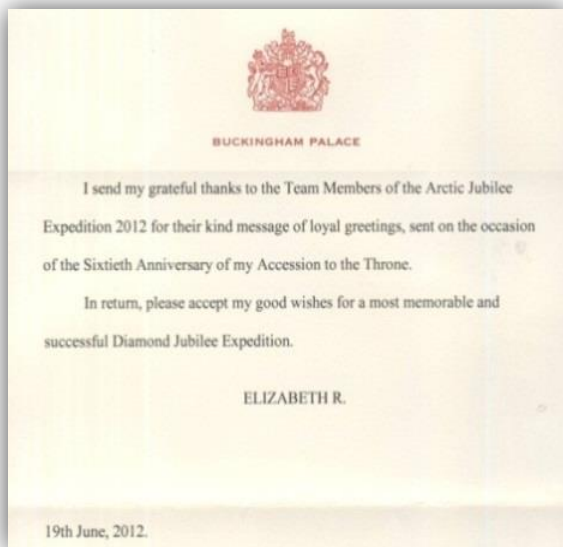 BUCKINGHAM PALACE
I send my grateful thanks to the Team Members of the Arctic Jubilee
Expedition 2012 for their kind message of loyal greetings, sent on the occasion
of the Sixtieth Anniversary of my Accession to the Throne.
In return, please accept my good wishes for a most memorable and
successful Diamond Jubilee Expedition.
ELIZABETH R.
19th June, 2012.